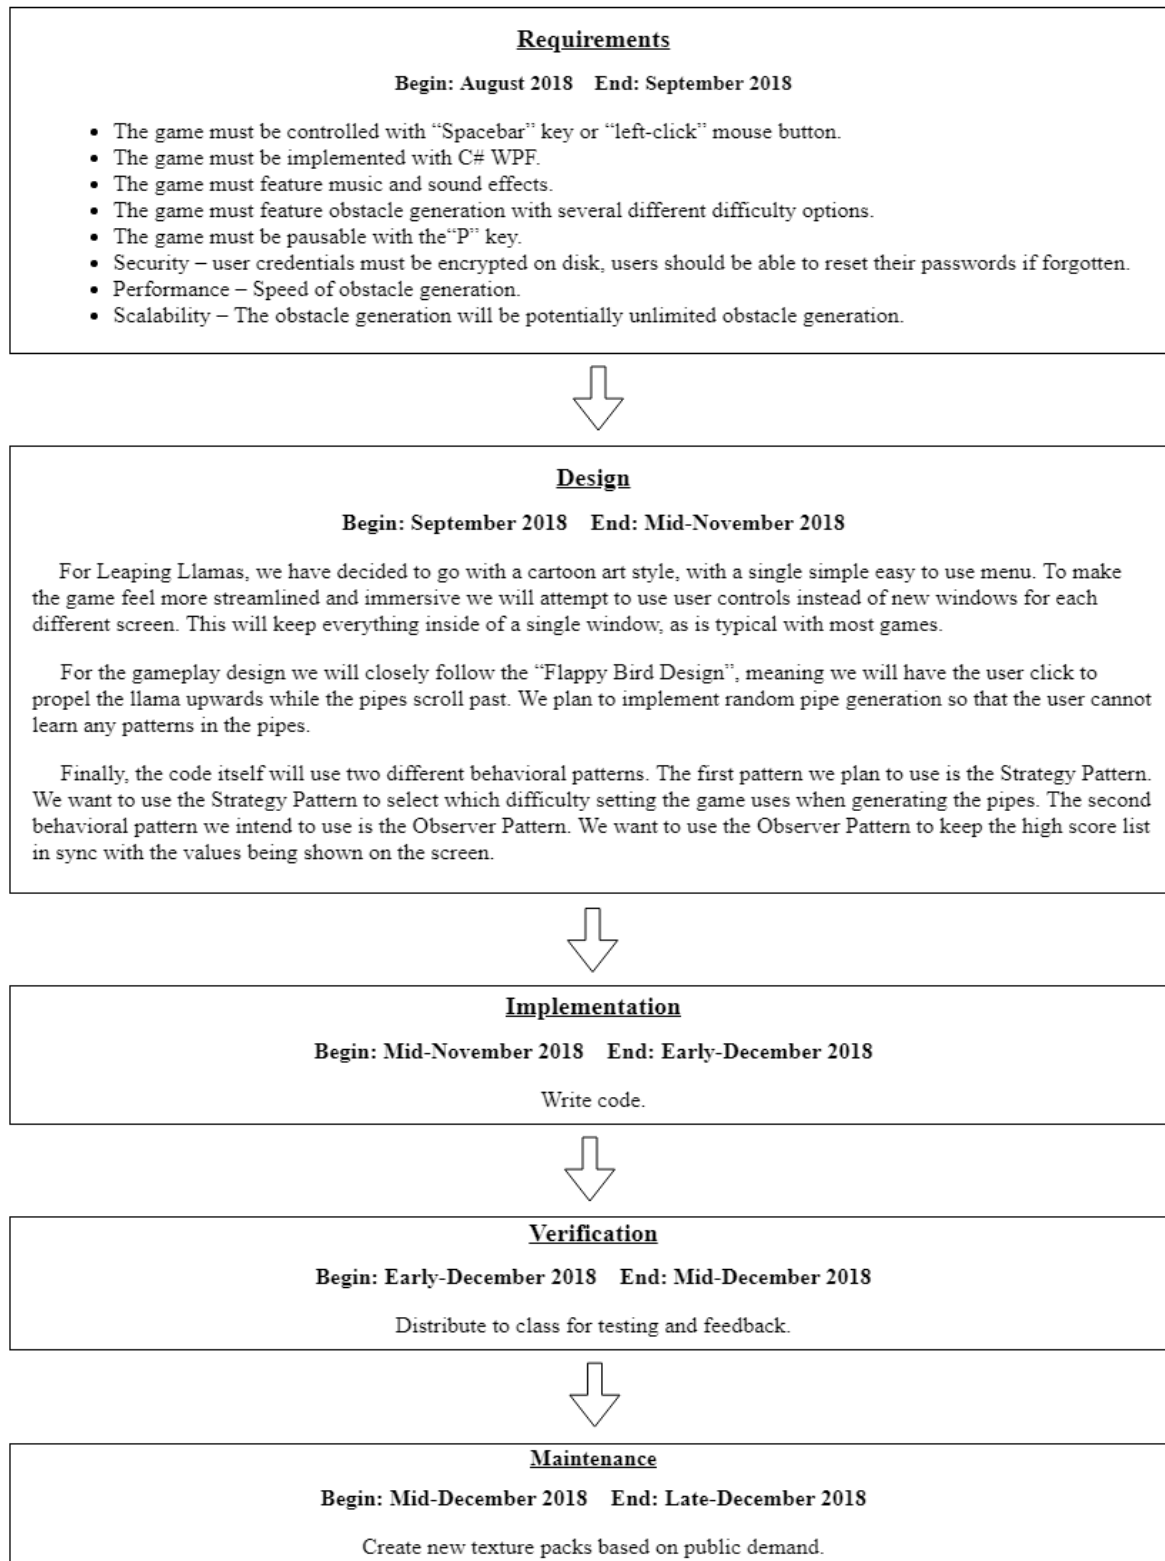 Requirements
Begin: August 2018 End: September 2018
• The game must be controlled with “Spacebar” key or “left-click” mouse button.
• The game must be implemented with C# WPF.
• The game must feature music and sound effects.
• The game must feature obstacle generation with several different difficulty options.
• The game must be pausable with the“P” key.
• Security – user credentials must be encrypted on disk, users should be able to reset their passwords if forgotten.
• Performance – Speed of obstacle generation.
• Scalability – The obstacle generation will be potentially unlimited obstacle generation.
Design
Begin: September 2018 End: Mid-November 2018
For Leaping Llamas, we have decided to go with a cartoon art style, with a single simple easy to use menu. To make
the game feel more streamlined and immersive we will attempt to use user controls instead of new windows for each
different screen. This will keep everything inside of a single window, as is typical with most games.
For the gameplay design we will closely follow the “Flappy Bird Design”, meaning we will have the user click to
propel the llama upwards while the pipes scroll past. We plan to implement random pipe generation so that the user cannot
learn any patterns in the pipes.
Finally, the code itself will use two different behavioral patterns. The first pattern we plan to use is the Strategy Pattern.
We want to use the Strategy Pattern to select which difficulty setting the game uses when generating the pipes. The second
behavioral pattern we intend to use is the Observer Pattern. We want to use the Observer Pattern to keep the high score list
in sync with the values being shown on the screen.
Implementation
Begin: Mid-November 2018 End: Early-December 2018
Write code.
Verification
Begin: Early-December 2018 End: Mid-December 2018
Distribute to class for testing and feedback.
Maintenance
Begin: Mid-December 2018 End: Late-December 2018
Create new texture packs based on public demand.